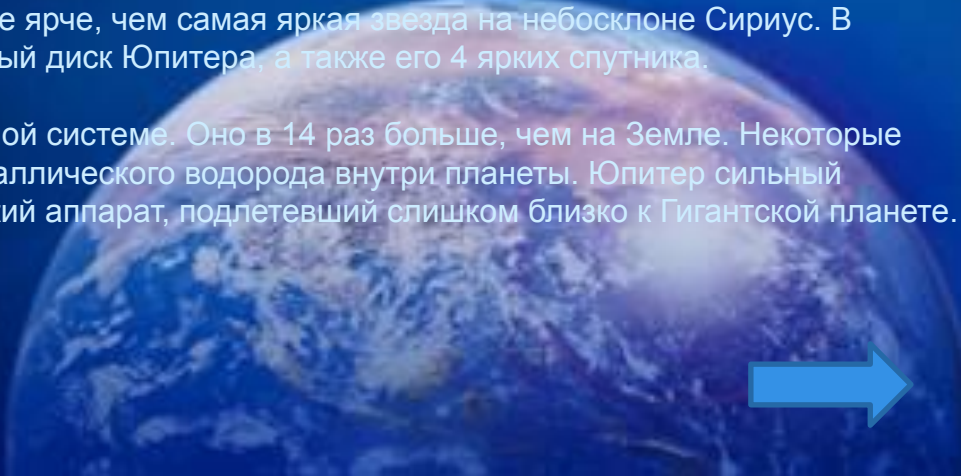 е ярче, чем самая яркая звезда на небосклоне Сириус. В
ый диск Юпитера, а также его 4 ярких спутника.
ой системе. Оно в 14 раз больше, чем на Земле. Некоторые
аллического водорода внутри планеты. Юпитер сильный
ий аппарат, подлетевший слишком близко к Гигантской планете.